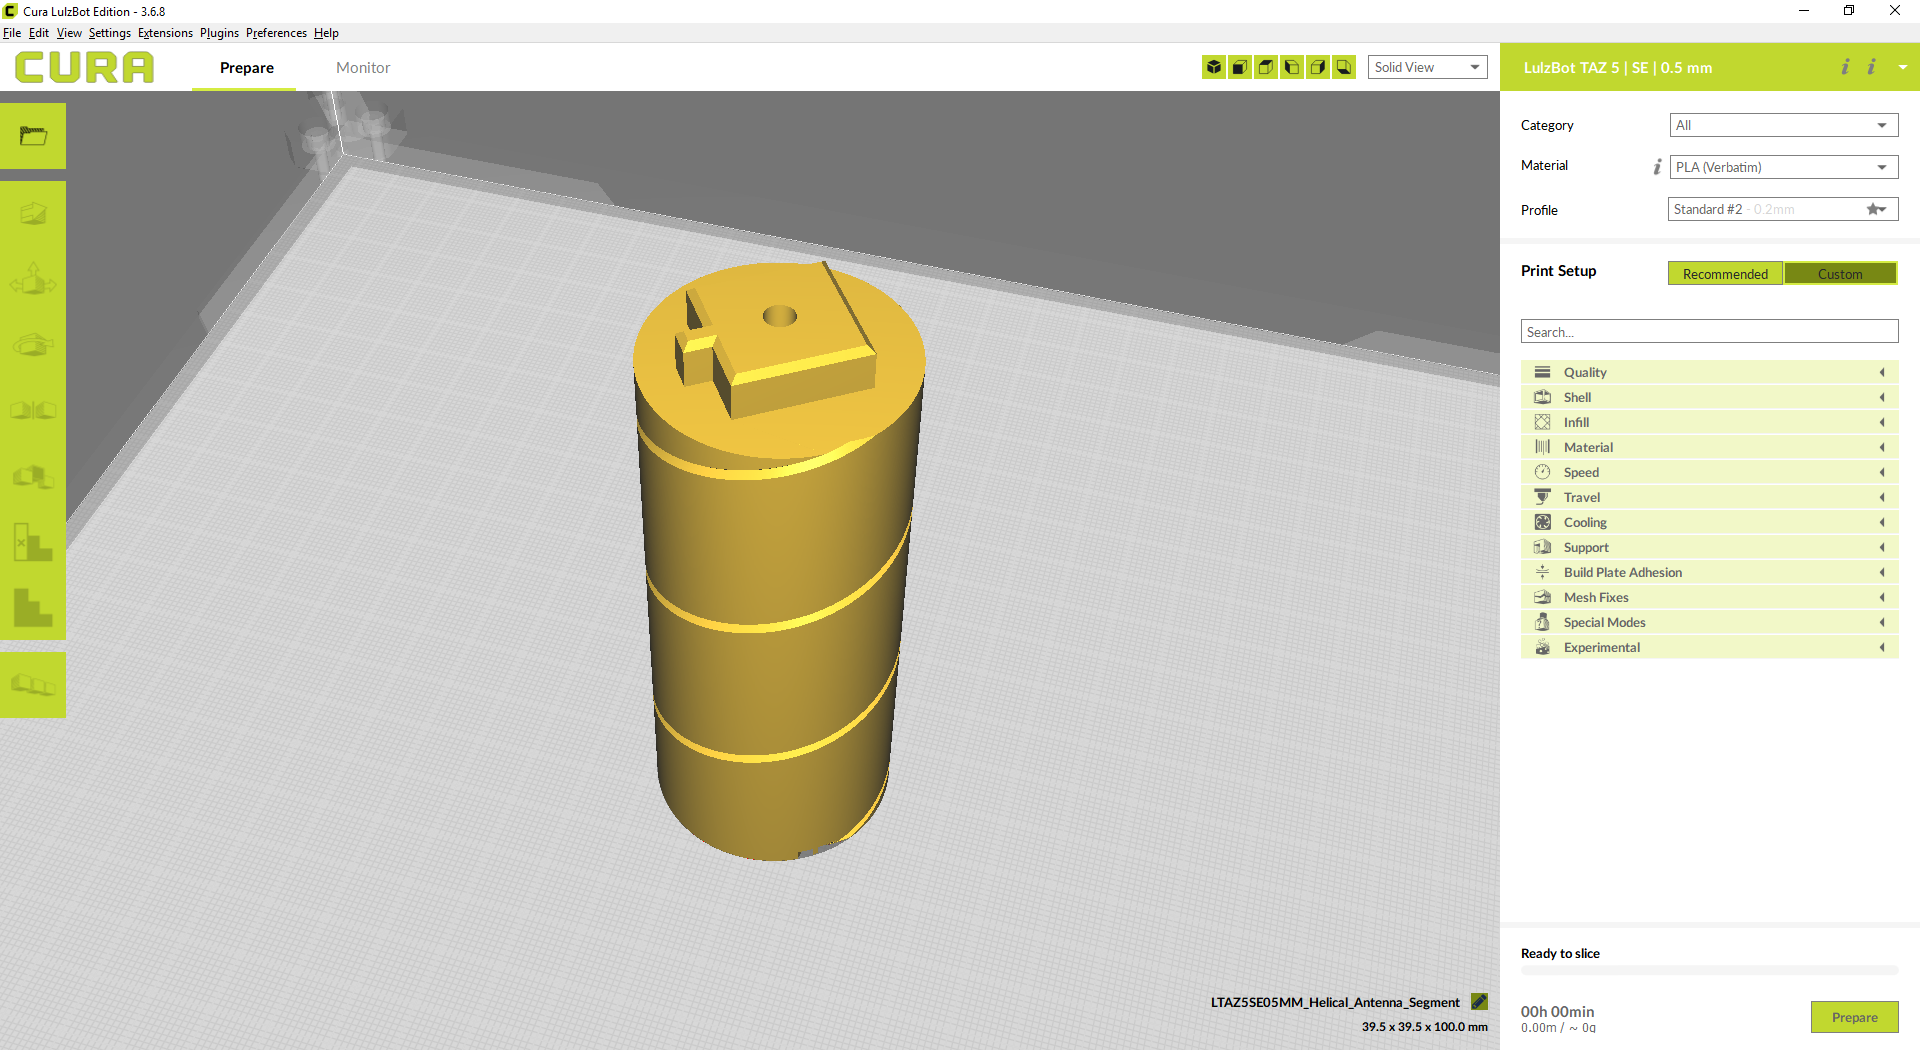 Cura LulzBot Edition - 3.6.8
File Edit View Settings Extensions Plugins Preferences Help
CURA Prepare Monitor Solid View LulzBot TAZ 5 | SE | 0.5 mm
Category All
Material PLA (Verbatim)
Profile Standard #2 - 0.2mm
Print Setup Recommended Custom
Search...
Quality
Shell
Infill
Material
Speed
Travel
Cooling
Support
Build Plate Adhesion
Mesh Fixes
Special Modes
Experimental
Ready to slice
LTAZ5SE05MM_Helical_Antenna_Segment
39.5 x 39.5 x 100.0 mm
00h 00min
0.00m / ~ 0g
Prepare